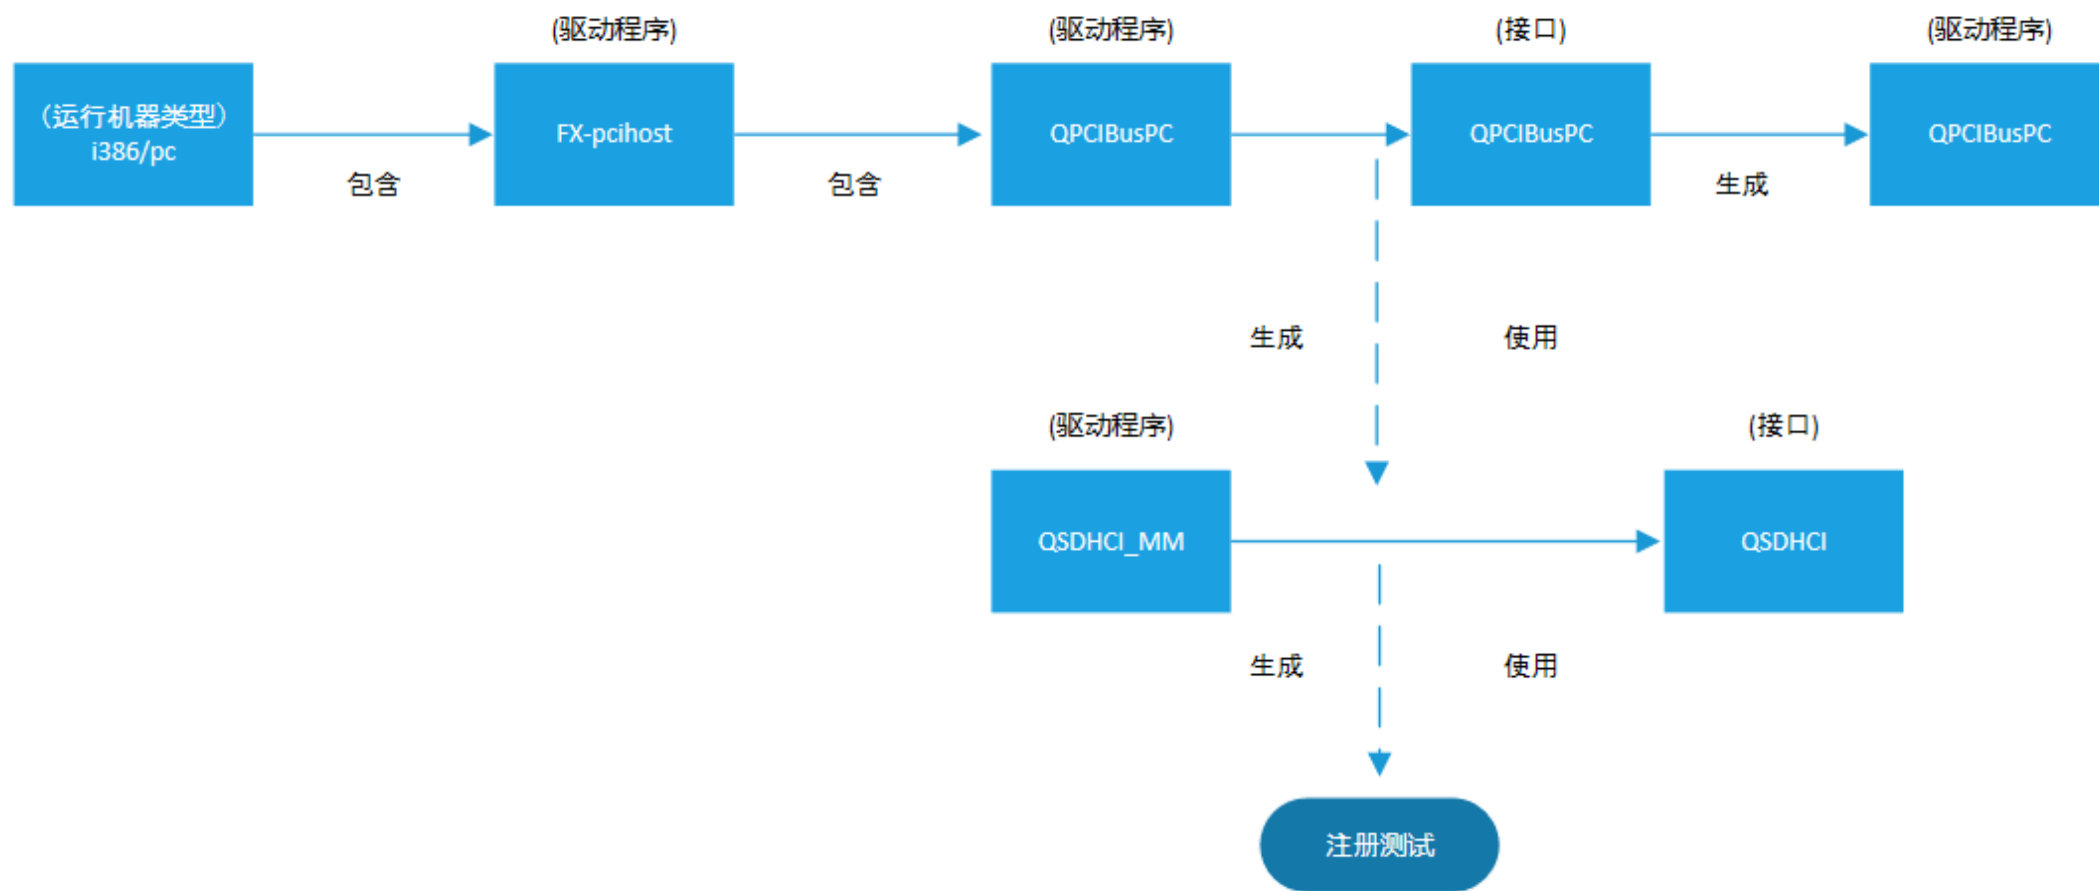 (驱动程序)
(驱动程序)
(接口)
(驱动程序)
（运行机器类型）
i386/pc
FX-pcihost
QPCIBusPC
QPCIBusPC
QPCIBusPC
包含
包含
生成
生成
使用
(驱动程序)
(接口)
QSDHCI_MM
QSDHCI
生成
使用
注册测试